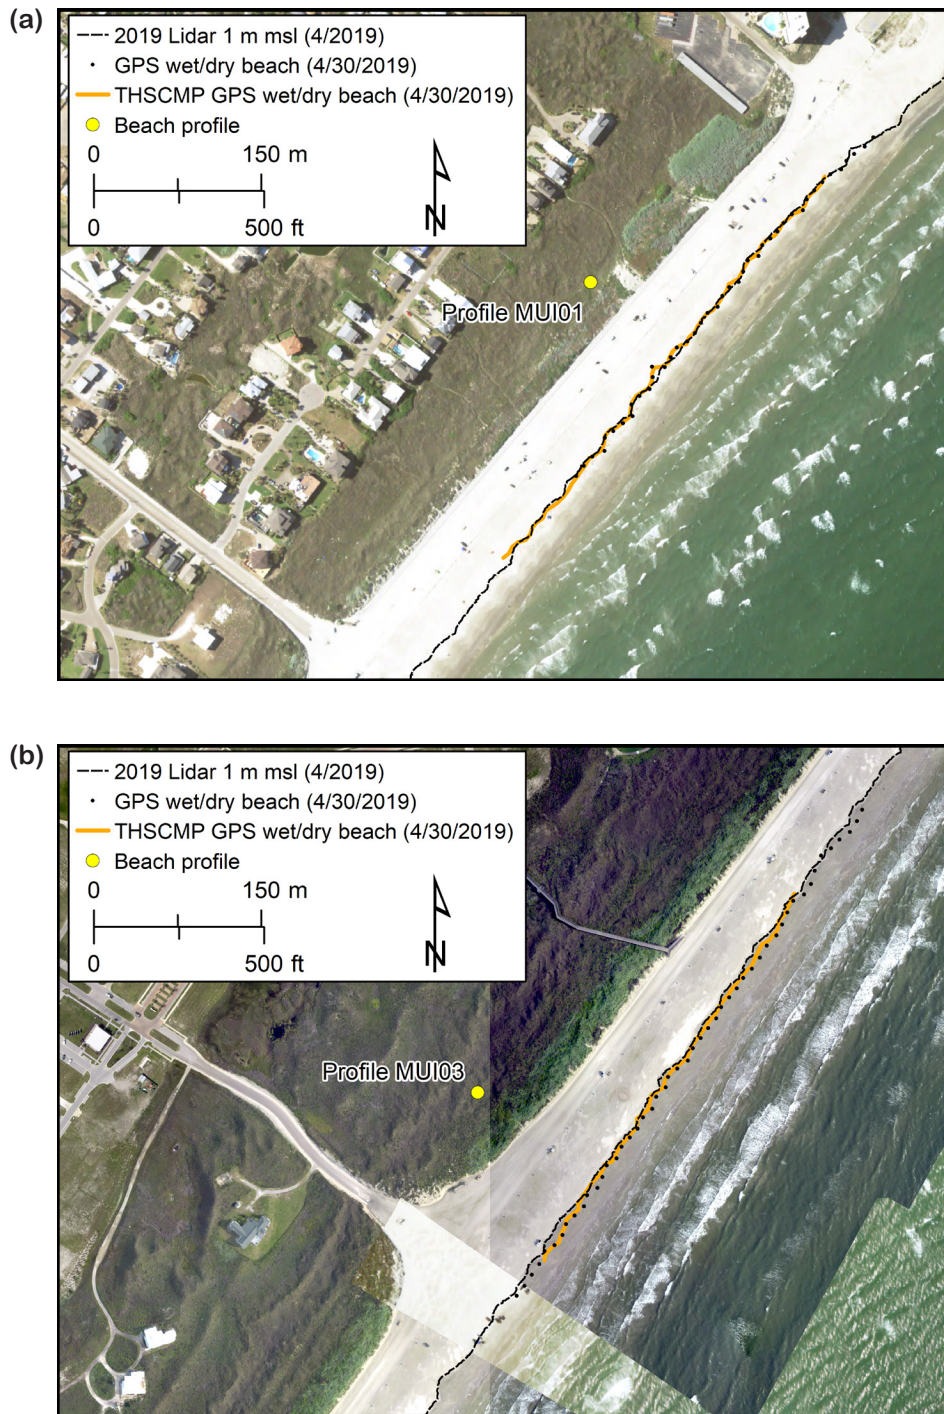 (a)
2019 Lidar 1 m msl (4/2019)
GPS wet/dry beach (4/30/2019)
THSCMP GPS wet/dry beach (4/30/2019)
Beach profile
0 150 m
0 500 ft
N
Profile MUI01
(b)
2019 Lidar 1 m msl (4/2019)
GPS wet/dry beach (4/30/2019)
THSCMP GPS wet/dry beach (4/30/2019)
Beach profile
0 150 m
0 500 ft
N
Profile MUI03